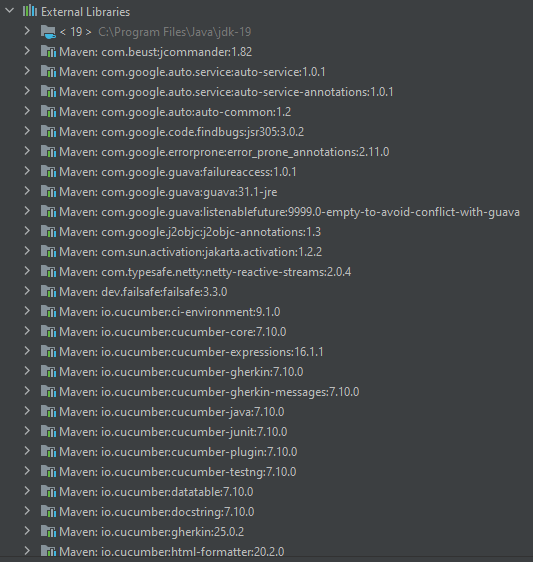 External Libraries
< 19 > C:\Program Files\Java\jdk-19
Maven: com.beust:jcommander:1.82
Maven: com.google.auto.service:auto-service:1.0.1
Maven: com.google.auto.service:auto-service-annotations:1.0.1
Maven: com.google.auto:auto-common:1.2
Maven: com.google.code.findbugs:jsr305:3.0.2
Maven: com.google.errorprone:error_prone_annotations:2.11.0
Maven: com.google.guava:failureaccess:1.0.1
Maven: com.google.guava:guava:31.1-jre
Maven: com.google.guava:listenablefuture:9999.0-empty-to-avoid-conflict-with-guava
Maven: com.google.j2objc:j2objc-annotations:1.3
Maven: com.sun.activation:jakarta.activation:1.2.2
Maven: com.typesafe.netty:netty-reactive-streams:2.0.4
Maven: dev.failsafe:failsafe:3.3.0
Maven: io.cucumber:ci-environment:9.1.0
Maven: io.cucumber:cucumber-core:7.10.0
Maven: io.cucumber:cucumber-expressions:16.1.1
Maven: io.cucumber:cucumber-gherkin:7.10.0
Maven: io.cucumber:cucumber-gherkin-messages:7.10.0
Maven: io.cucumber:cucumber-java:7.10.0
Maven: io.cucumber:cucumber-junit:7.10.0
Maven: io.cucumber:cucumber-plugin:7.10.0
Maven: io.cucumber:cucumber-testng:7.10.0
Maven: io.cucumber:datatable:7.10.0
Maven: io.cucumber:docstring:7.10.0
Maven: io.cucumber:gherkin:25.0.2
Maven: io.cucumber:html-formatter:20.2.0